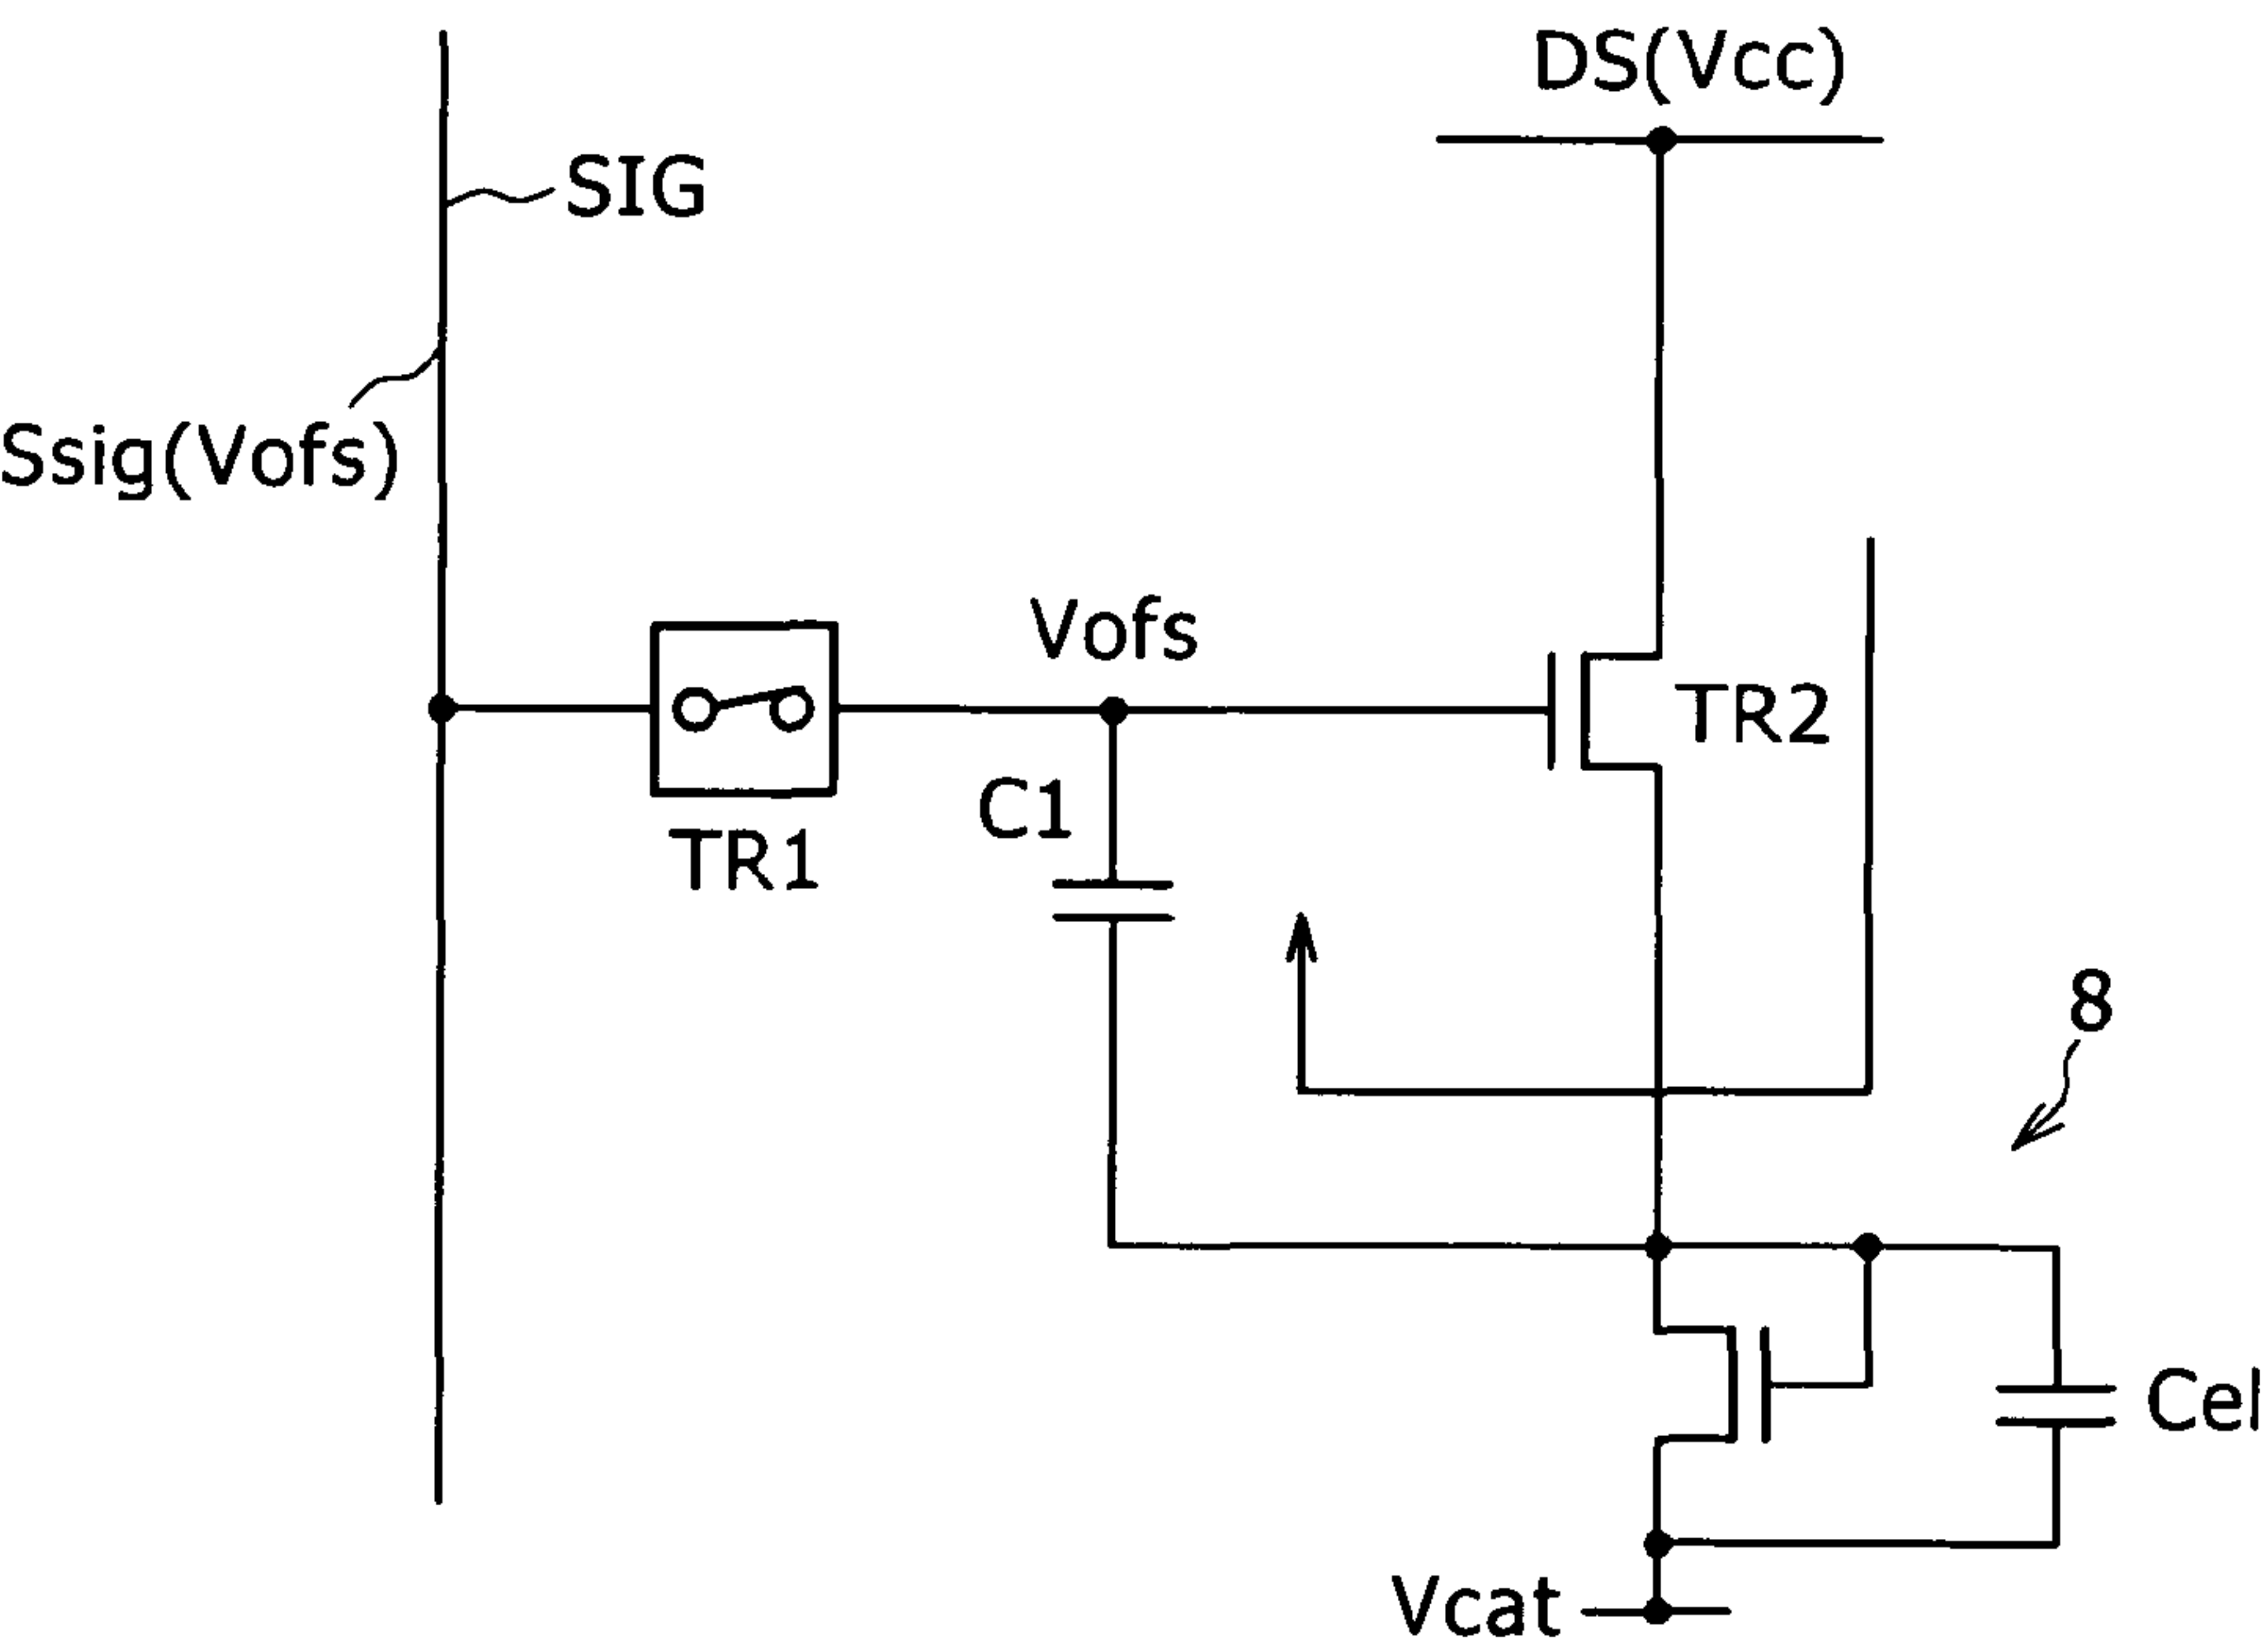 DS(Vcc)
SIG
Ssig(Vofs)
Vofs
TR2
C1
TR1
8
Cel
Vcat